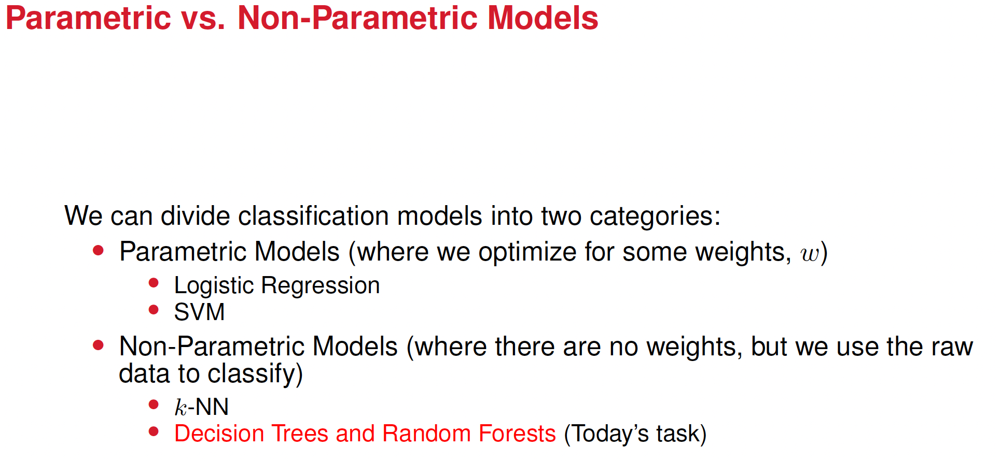 Parametric vs. Non-Parametric Models
We can divide classification models into two categories:
• Parametric Models (where we optimize for some weights, w)
• Logistic Regression
• SVM
• Non-Parametric Models (where there are no weights, but we use the raw
data to classify)
• k-NN
• Decision Trees and Random Forests (Today’s task)